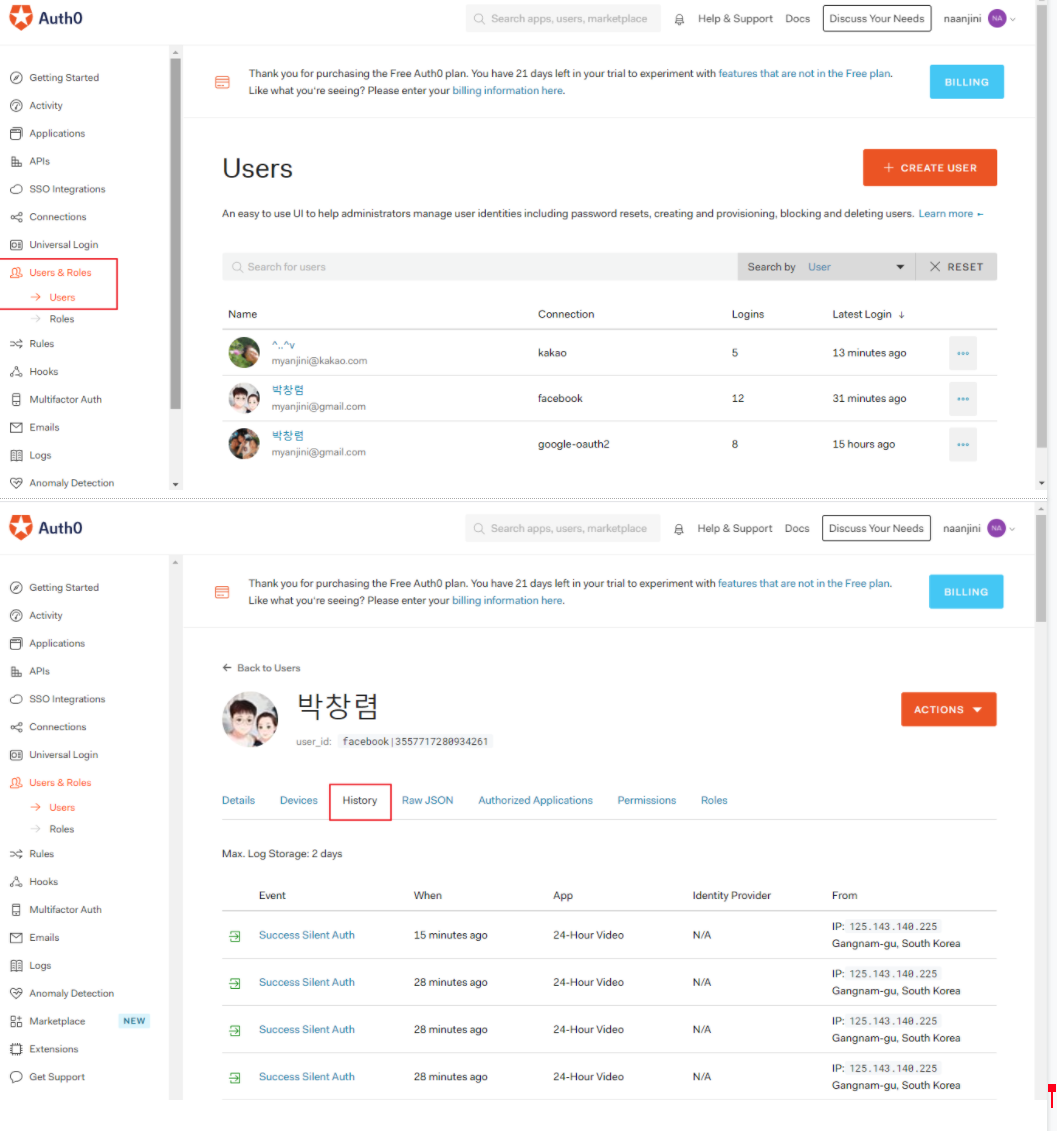 Auth0
Search apps, users, marketplace
Help & Support
Docs
Discuss Your Needs
naanjini
NA
Getting Started
Activity
Applications
APIs
SSO Integrations
Connections
Universal Login
Users & Roles
Users
Roles
Rules
Hooks
Multifactor Auth
Emails
Logs
Anomaly Detection
Thank you for purchasing the Free Auth0 plan. You have 21 days left in your trial to experiment with features that are not in the Free plan.
Like what you're seeing? Please enter your billing information here.
BILLING
Users
+ CREATE USER
An easy to use UI to help administrators manage user identities including password resets, creating and provisioning, blocking and deleting users. Learn more
Search for users
Search by User
RESET
Name Connection Logins Latest Login ↓
^..^v
myanjini@kakao.com
kakao 5 13 minutes ago
박창렴
myanjini@gmail.com
facebook 12 31 minutes ago
박창렴
myanjini@gmail.com
google-oauth2 8 15 hours ago
Auth0
Search apps, users, marketplace
Help & Support
Docs
Discuss Your Needs
naanjini
NA
Getting Started
Activity
Applications
APIs
SSO Integrations
Connections
Universal Login
Users & Roles
Users
Roles
Rules
Hooks
Multifactor Auth
Emails
Logs
Anomaly Detection
Marketplace NEW
Extensions
Get Support
Thank you for purchasing the Free Auth0 plan. You have 21 days left in your trial to experiment with features that are not in the Free plan.
Like what you're seeing? Please enter your billing information here.
BILLING
← Back to Users
박창렴
user_id: facebook|3557717280934261
ACTIONS
Details Devices History Raw JSON Authorized Applications Permissions Roles
Max. Log Storage: 2 days
Event When App Identity Provider From
Success Silent Auth 15 minutes ago 24-Hour Video N/A IP: 125.143.140.225
Gangnam-gu, South Korea
Success Silent Auth 28 minutes ago 24-Hour Video N/A IP: 125.143.140.225
Gangnam-gu, South Korea
Success Silent Auth 28 minutes ago 24-Hour Video N/A IP: 125.143.140.225
Gangnam-gu, South Korea
Success Silent Auth 28 minutes ago 24-Hour Video N/A IP: 125.143.140.225
Gangnam-gu, South Korea